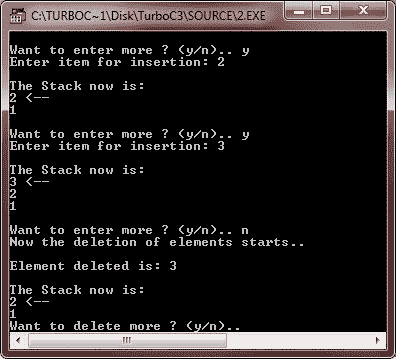 C:\TURBOC~1\Disk\TurboC3\SOURCE\2.EXE
Want to enter more ? (y/n).. y
Enter item for insertion: 2
The Stack now is:
2 <--
1
Want to enter more ? (y/n).. y
Enter item for insertion: 3
The Stack now is:
3 <--
2
1
Want to enter more ? (y/n).. n
Now the deletion of elements starts..
Element deleted is: 3
The Stack now is:
2 <--
1
Want to delete more ? (y/n)..